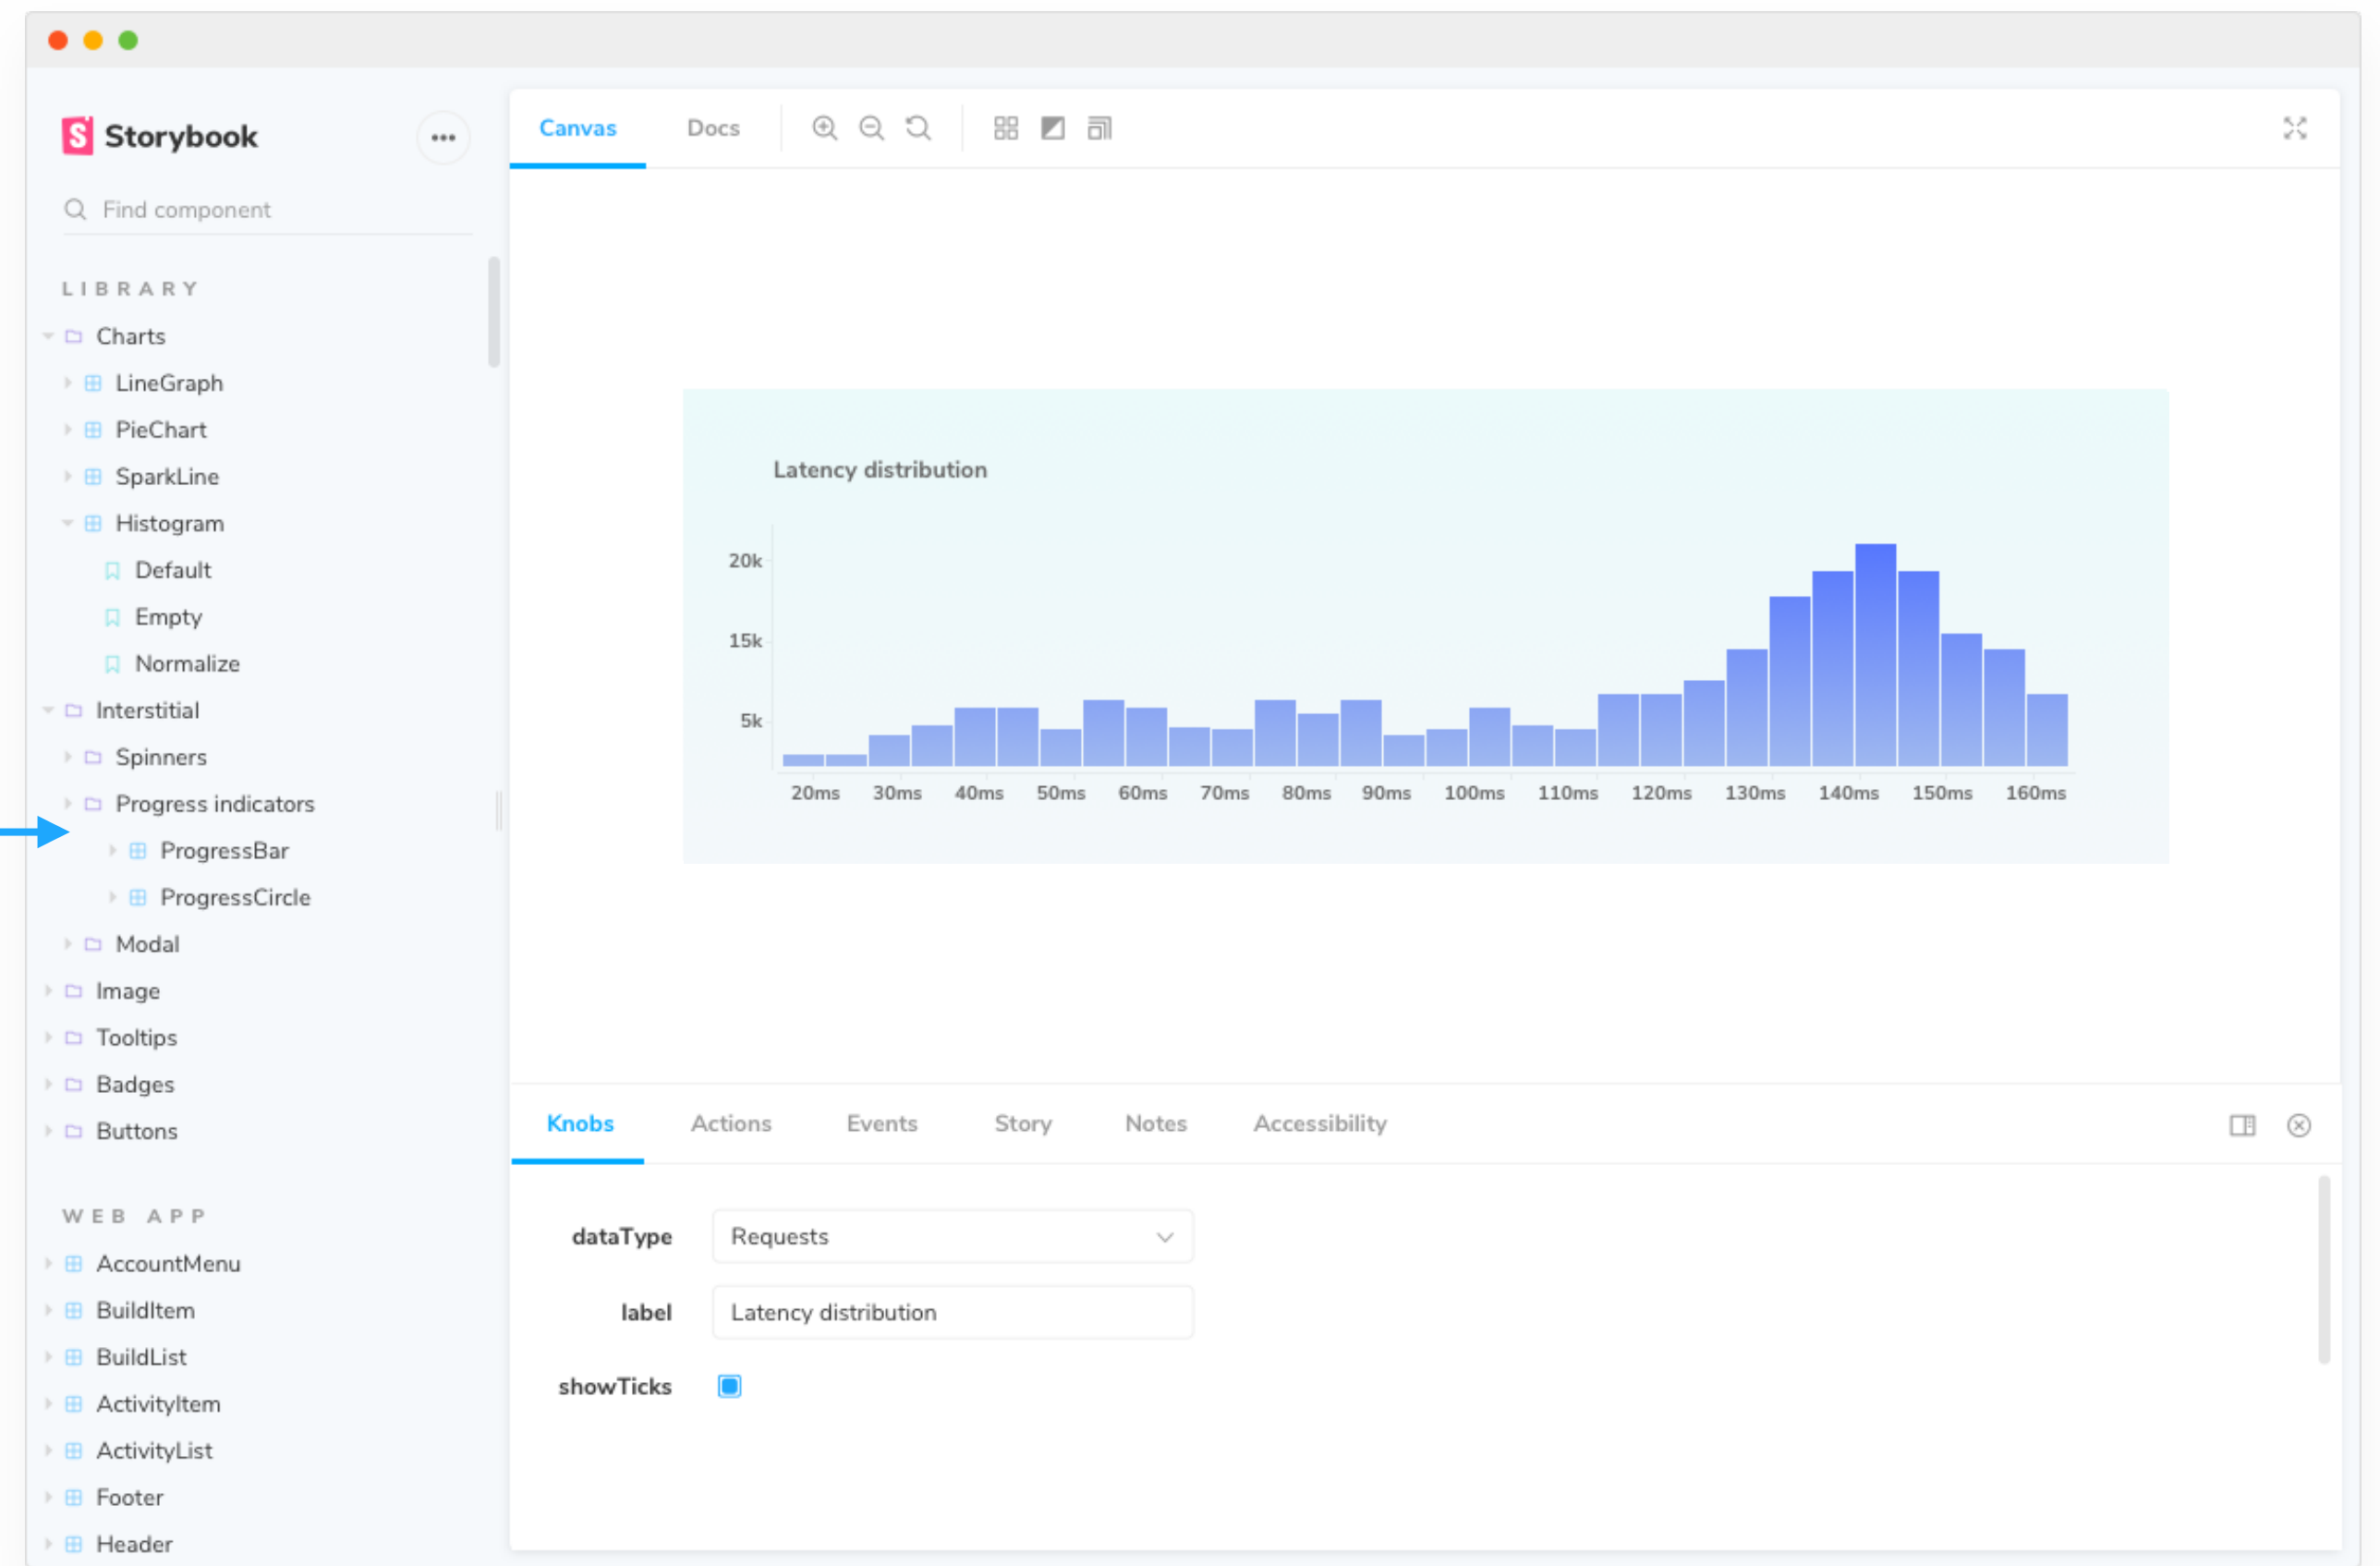 Storybook
Find component
LIBRARY
Charts
LineGraph
PieChart
SparkLine
Histogram
Default
Empty
Normalize
Interstitial
Spinners
Progress indicators
ProgressBar
ProgressCircle
Modal
Image
Tooltips
Badges
Buttons
WEB APP
AccountMenu
BuildItem
BuildList
ActivityItem
ActivityList
Footer
Header
Canvas Docs
Latency distribution
20k
15k
5k
20ms 30ms 40ms 50ms 60ms 70ms 80ms 90ms 100ms 110ms 120ms 130ms 140ms 150ms 160ms
Knobs Actions Events Story Notes Accessibility
dataType Requests
label Latency distribution
showTicks